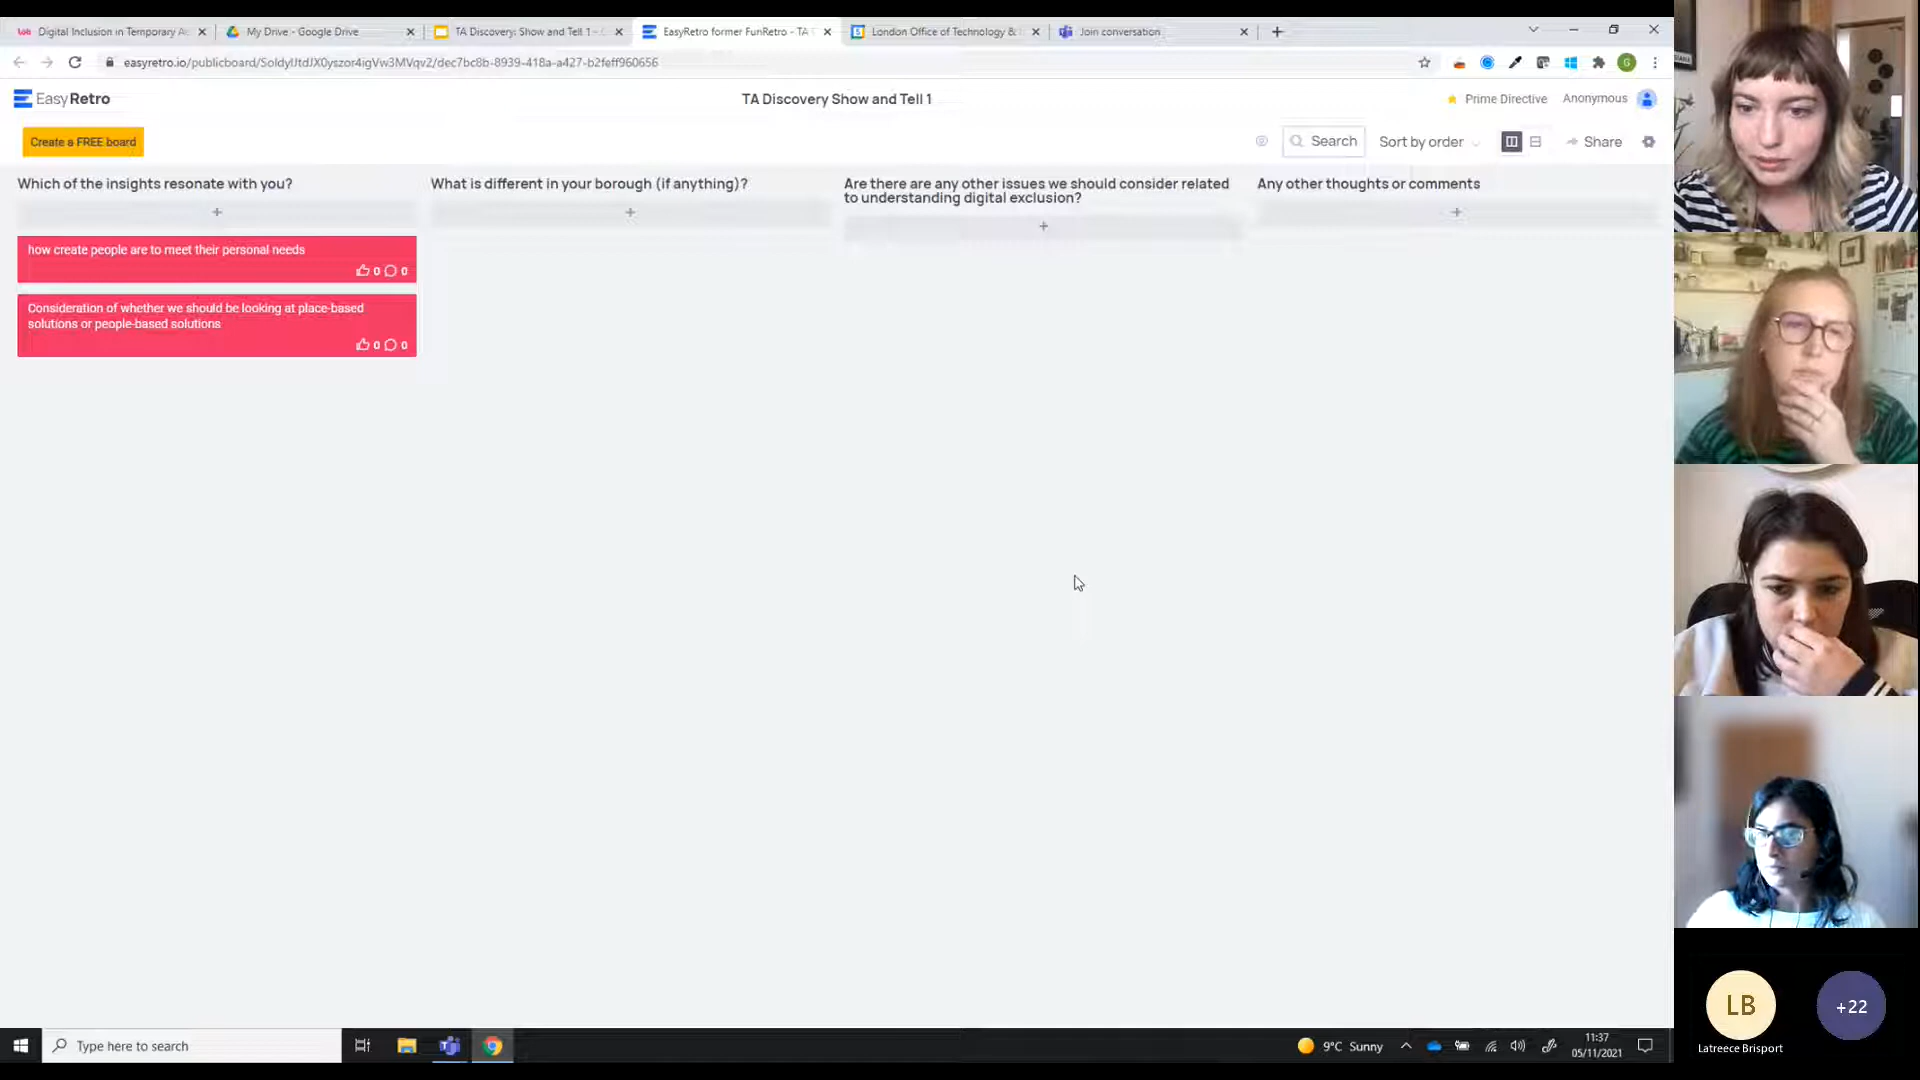 Digital Inclusion in Temporary Ac
My Drive - Google Drive
TA Discovery: Show and Tell 1 -
EasyRetro former FunRetro - TA
London Office of Technology &
Join conversation
easyretro.io/publicboard/
EasyRetro
TA Discovery Show and Tell 1
Prime Directive
Anonymous
Create a FREE board
Search
Sort by order
Share
Which of the insights resonate with you?
What is different in your borough (if anything)?
Are there are any other issues we should consider related
to understanding digital exclusion?
Any other thoughts or comments
+
+
+
+
how create people are to meet their personal needs
0 0
Consideration of whether we should be looking at place-based
solutions or people-based solutions
0 0
LB
+22
Latreece Brisport
Type here to search
9°C Sunny
11:37
05/11/2021